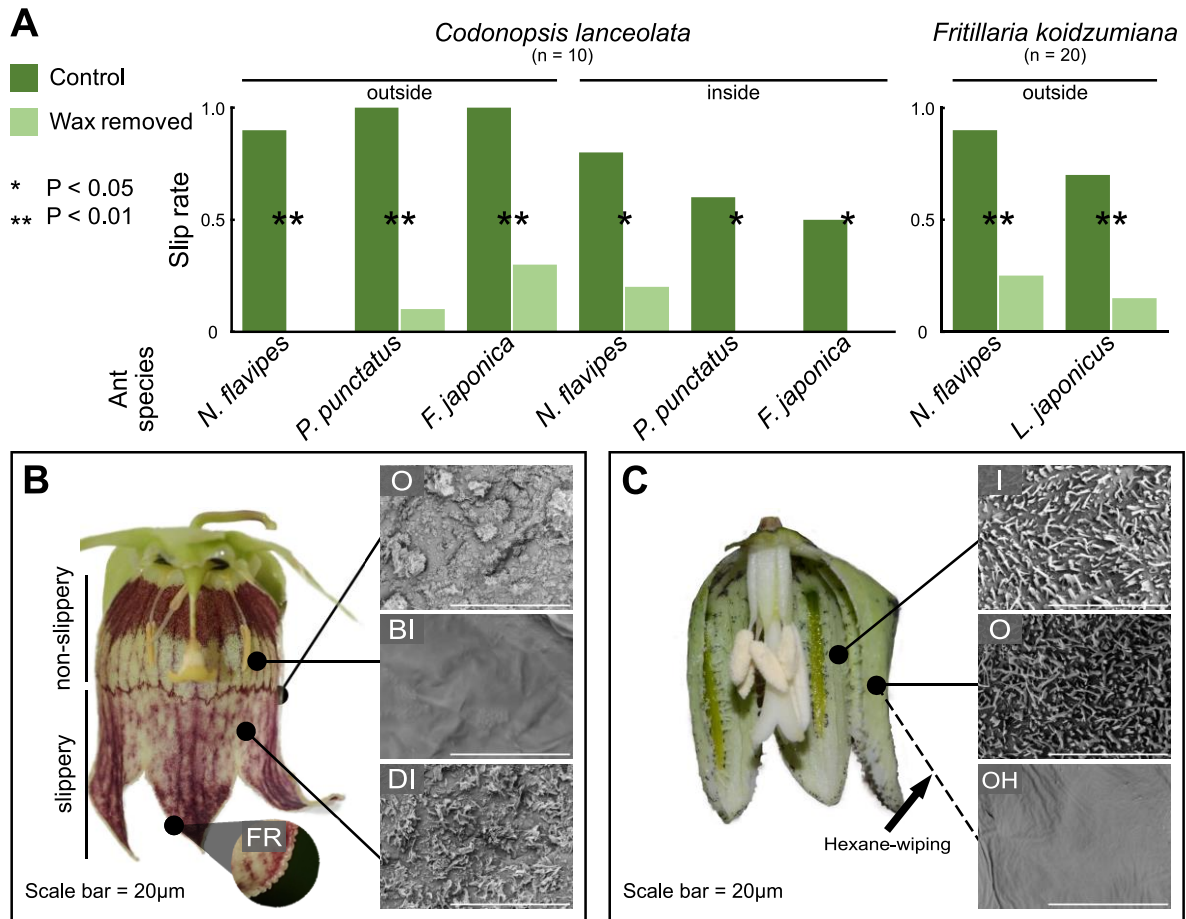 A
Codonopsis lanceolata
(n = 10)
Fritillaria koidzumiana
(n = 20)
Control
Wax removed
* P < 0.05
** P < 0.01
outside
inside
outside
Slip rate
1.0
0.5
0
** ** ** * * *
1.0
0.5
0
** **
Ant
species
N. flavipes
P. punctatus
F. japonica
N. flavipes
P. punctatus
F. japonica
N. flavipes
L. japonicus
B
non-slippery
slippery
O
BI
DI
FR
Scale bar = 20μm
C
I
O
OH
Hexane-wiping
Scale bar = 20μm